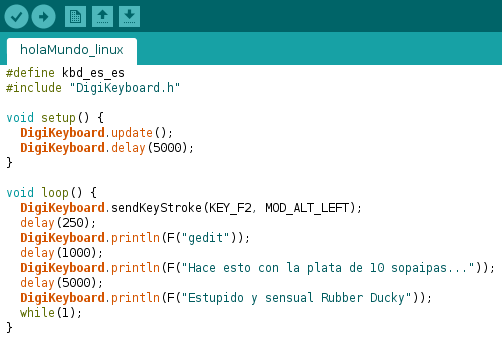 holaMundo_linux
#define kbd_es_es
#include "DigiKeyboard.h"
void setup() {
DigiKeyboard.update();
DigiKeyboard.delay(5000);
}
void loop() {
DigiKeyboard.sendKeyStroke(KEY_F2, MOD_ALT_LEFT);
delay(250);
DigiKeyboard.println(F("gedit"));
delay(1000);
DigiKeyboard.println(F("Hace esto con la plata de 10 sopaipas..."));
delay(5000);
DigiKeyboard.println(F("Estupido y sensual Rubber Ducky"));
while(1);
}